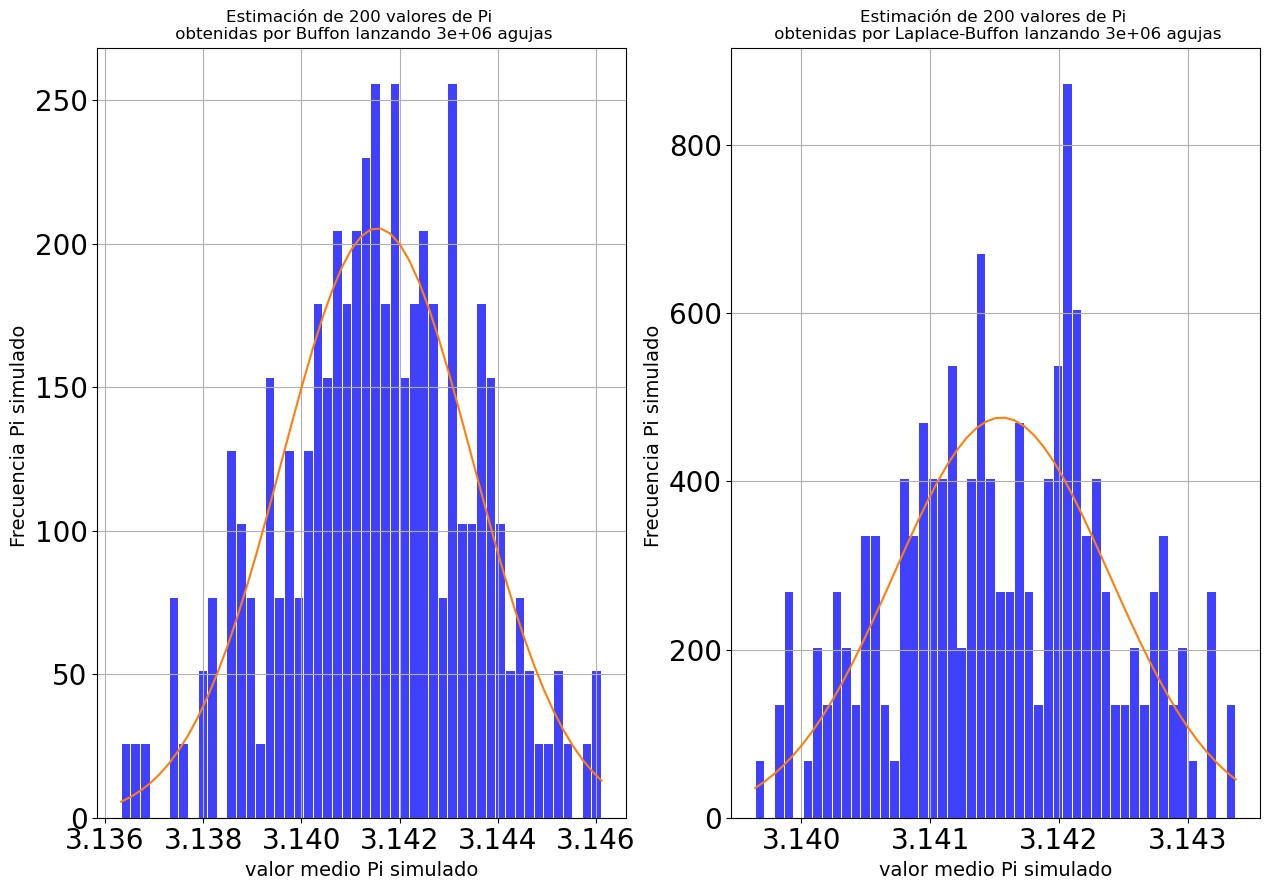 Estimación de 200 valores de Pi
obtenidas por Buffon lanzando 3e+06 agujas
Frecuencia Pi simulado
250
200
150
100
50
0
3.136 3.138 3.140 3.142 3.144 3.146
valor medio Pi simulado
Estimación de 200 valores de Pi
obtenidas por Laplace-Buffon lanzando 3e+06 agujas
Frecuencia Pi simulado
800
600
400
200
0
3.140 3.141 3.142 3.143
valor medio Pi simulado